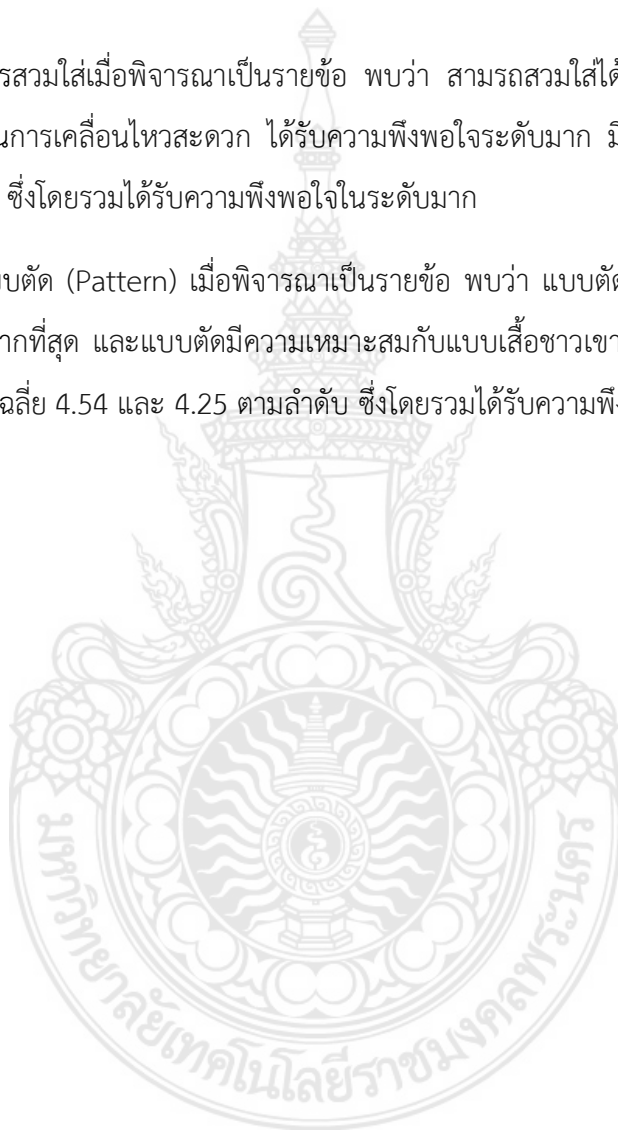 รสวมใส่เมื่อพิจารณาเป็นรายข้อ พบว่า สามรถสวมใส่ได้
นการเคลื่อนไหวสะดวก ได้รับความพึงพอใจระดับมาก มี
ซึ่งโดยรวมได้รับความพึงพอใจในระดับมาก
บบตัด (Pattern) เมื่อพิจารณาเป็นรายข้อ พบว่า แบบตัด
ากที่สุด และแบบตัดมีความเหมาะสมกับแบบเสื้อชาวเขา
ฉลี่ย 4.54 และ 4.25 ตามลำดับ ซึ่งโดยรวมได้รับความพึง
มหาวิทยาลัยเทคโนโลยีราชมงคลพระนคร